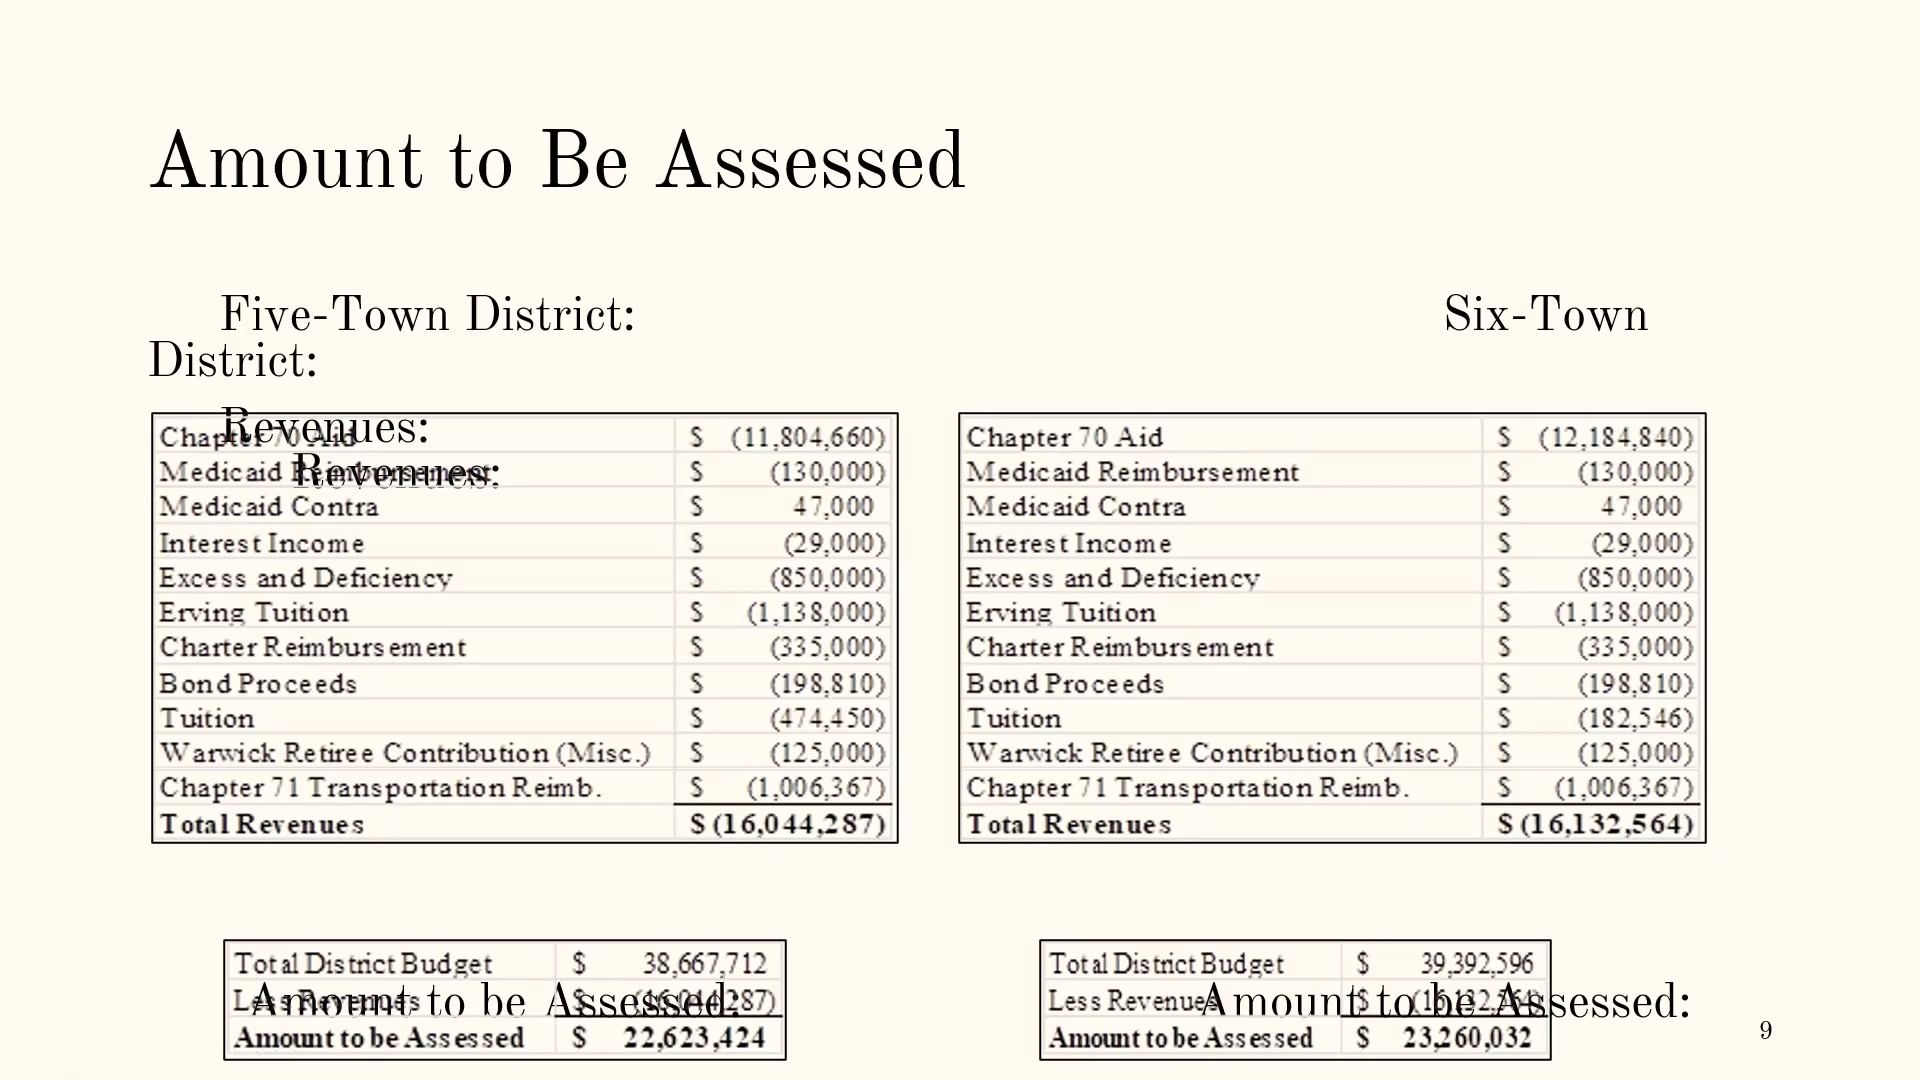 Amount to Be Assessed
Five-Town District: Six-Town
District:
Revenues:
Revenues:
Chapter 70 Aid $ (11,804,660)
Medicaid Reimbursement $ (130,000)
Medicaid Contra $ 47,000
Interest Income $ (29,000)
Excess and Deficiency $ (850,000)
Erving Tuition $ (1,138,000)
Charter Reimbursement $ (335,000)
Bond Proceeds $ (198,810)
Tuition $ (474,450)
Warwick Retiree Contribution (Misc.) $ (125,000)
Chapter 71 Transportation Reimb. $ (1,006,367)
Total Revenues $ (16,044,287)
Chapter 70 Aid $ (12,184,840)
Medicaid Reimbursement $ (130,000)
Medicaid Contra $ 47,000
Interest Income $ (29,000)
Excess and Deficiency $ (850,000)
Erving Tuition $ (1,138,000)
Charter Reimbursement $ (335,000)
Bond Proceeds $ (198,810)
Tuition $ (182,546)
Warwick Retiree Contribution (Misc.) $ (125,000)
Chapter 71 Transportation Reimb. $ (1,006,367)
Total Revenues $ (16,132,564)
Total District Budget $ 38,667,712
Less Revenues $ (16,044,287)
Amount to be Assessed $ 22,623,424
Amount to be Assessed:
Total District Budget $ 39,392,596
Less Revenues $ (16,132,564)
Amount to be Assessed $ 23,260,032
Amount to be Assessed:
9